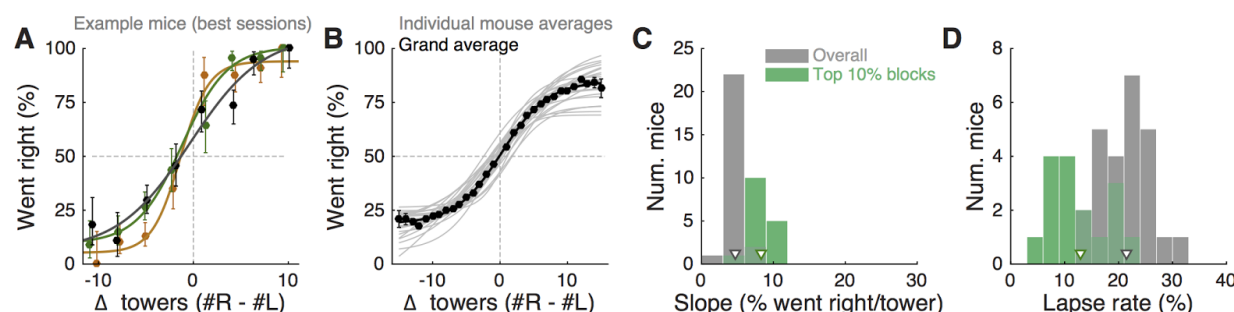 A
Example mice (best sessions)
Went right (%)
100
75
50
25
0
-10
0
10
Δ towers (#R - #L)
B
Individual mouse averages
Grand average
Went right (%)
100
75
50
25
0
-10
0
10
Δ towers (#R - #L)
C
Num. mice
25
20
15
10
5
0
Overall
Top 10% blocks
0
10
20
30
Slope (% went right/tower)
D
Num. mice
8
6
4
2
0
0
10
20
30
40
Lapse rate (%)